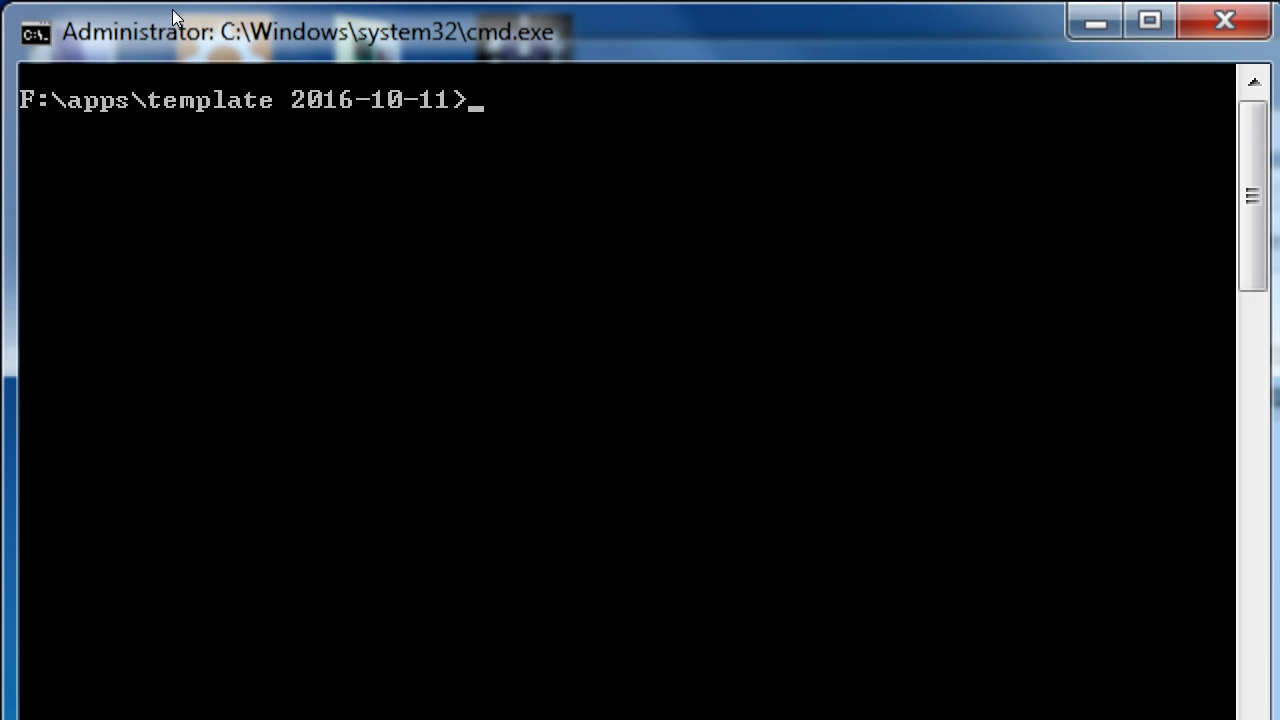 C:\.
Administrator: C:\Windows\system32\cmd.exe
F:\apps\template 2016-10-11>_